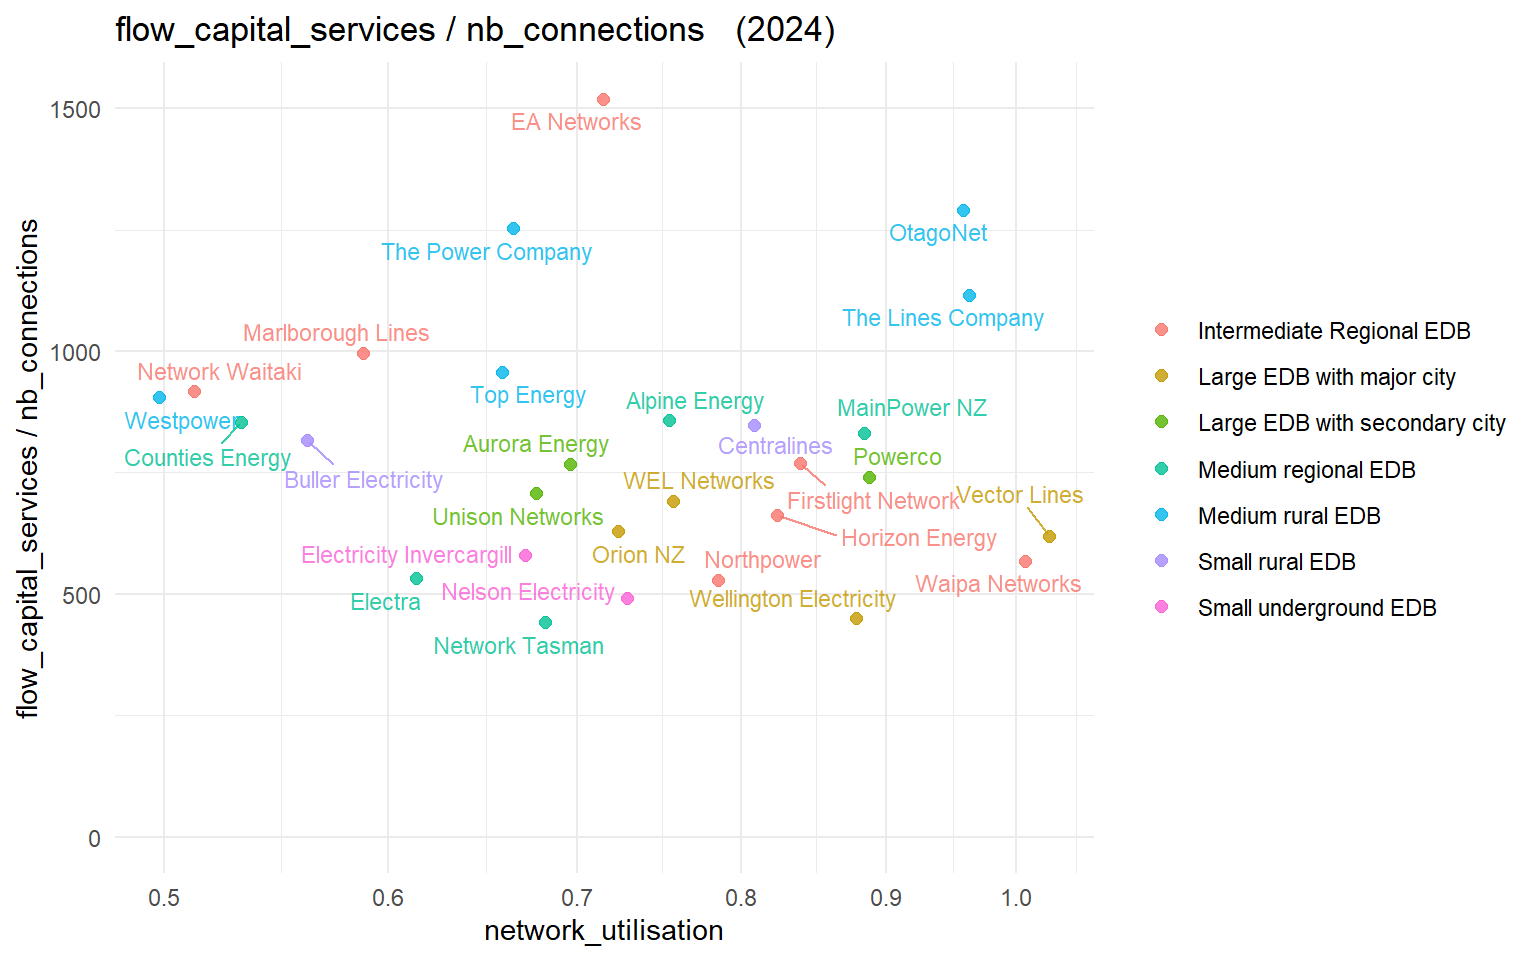 flow_capital_services / nb_connections (2024)
flow_capital_services / nb_connections
1500
1000
500
0
EA Networks
OtagoNet
The Power Company
The Lines Company
Marlborough Lines
Network Waitaki
Top Energy
Alpine Energy
MainPower NZ
Westpower
Aurora Energy
Centralines
Counties Energy
Powerco
Buller Electricity
WEL Networks
Firstlight Network
Vector Lines
Unison Networks
Horizon Energy
Electricity Invercargill
Orion NZ
Northpower
Waipa Networks
Electra
Nelson Electricity
Wellington Electricity
Network Tasman
0.5
0.6
0.7
0.8
0.9
1.0
network_utilisation
Intermediate Regional EDB
Large EDB with major city
Large EDB with secondary city
Medium regional EDB
Medium rural EDB
Small rural EDB
Small underground EDB